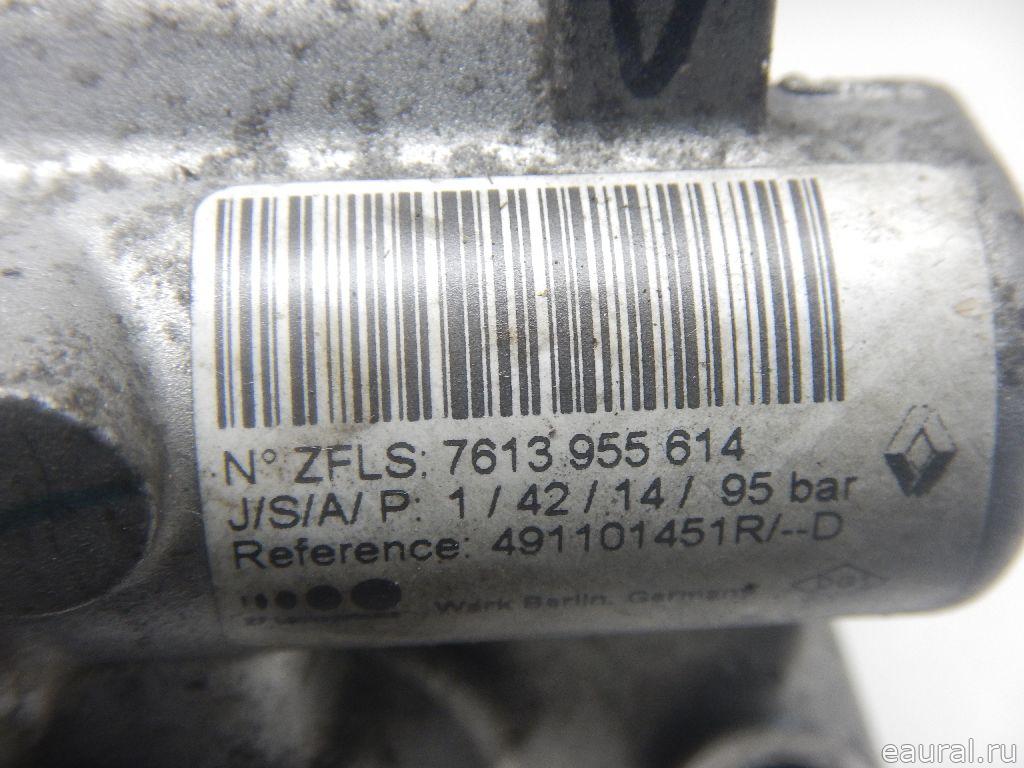 N° ZFLS: 7613 955 614
J/S/A/ P: 1 / 42 / 14 / 95 bar
Reference: 491101451R/--D
Werk Berlin, Germany
eaural.ru